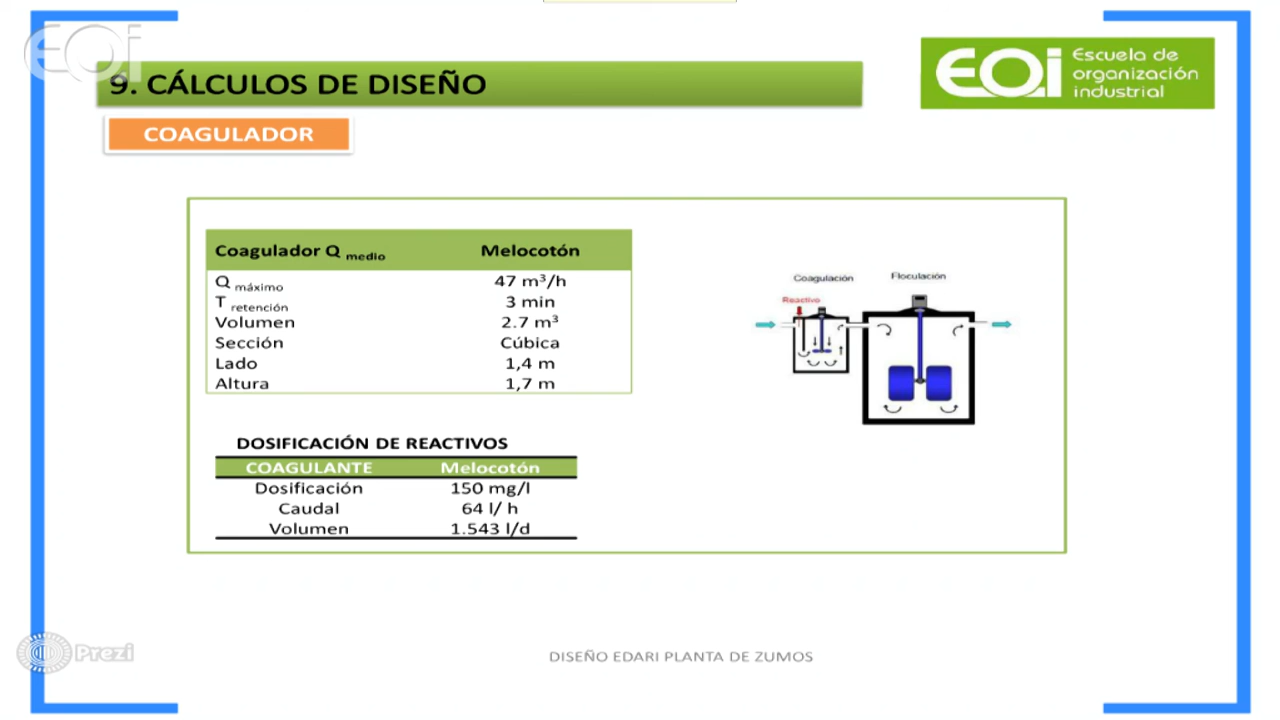 EOi
Escuela de
organización
industrial
EOi
9. CÁLCULOS DE DISEÑO
COAGULADOR
Coagulador Q medio Melocotón
Q máximo 47 m³/h
T retención 3 min
Volumen 2.7 m³
Sección Cúbica
Lado 1,4 m
Altura 1,7 m
Coagulación Floculación
Reactivo
DOSIFICACIÓN DE REACTIVOS
COAGULANTE Melocotón
Dosificación 150 mg/l
Caudal 64 l/ h
Volumen 1.543 l/d
Prezi
DISEÑO EDARI PLANTA DE ZUMOS